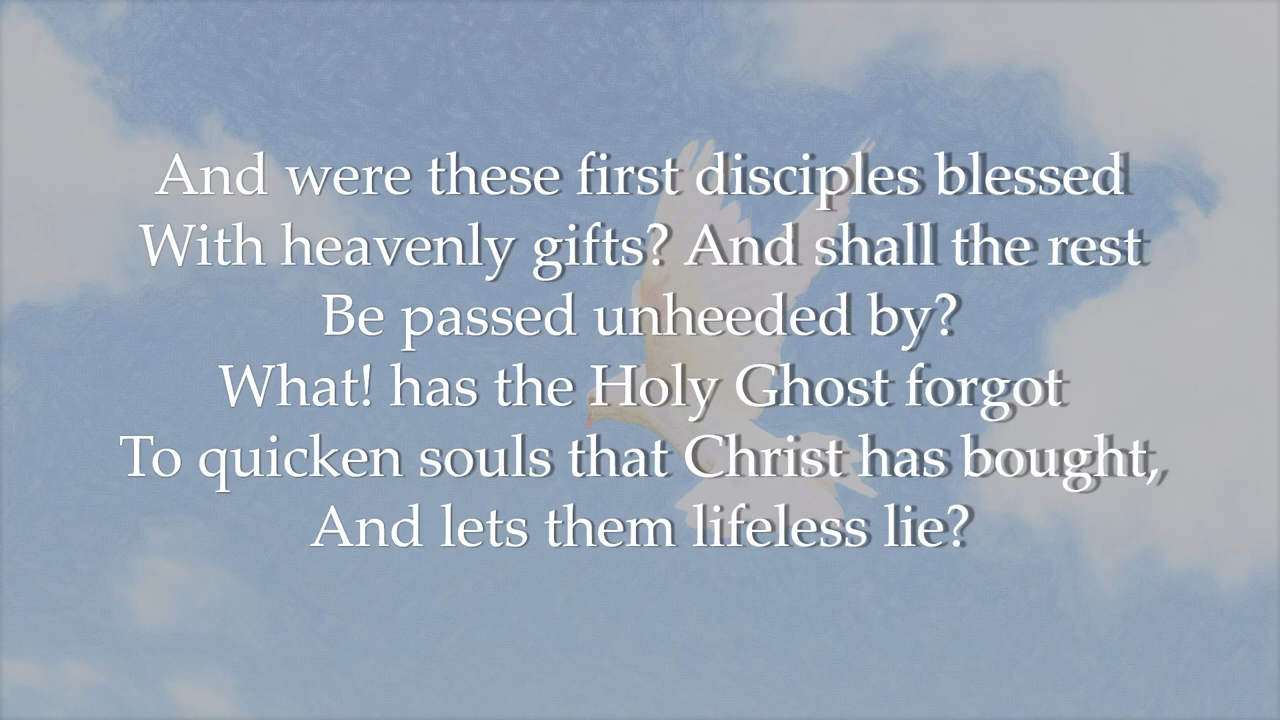 And were these first disciples blessed
With heavenly gifts? And shall the rest
Be passed unheeded by?
What! has the Holy Ghost forgot
To quicken souls that Christ has bought,
And lets them lifeless lie?